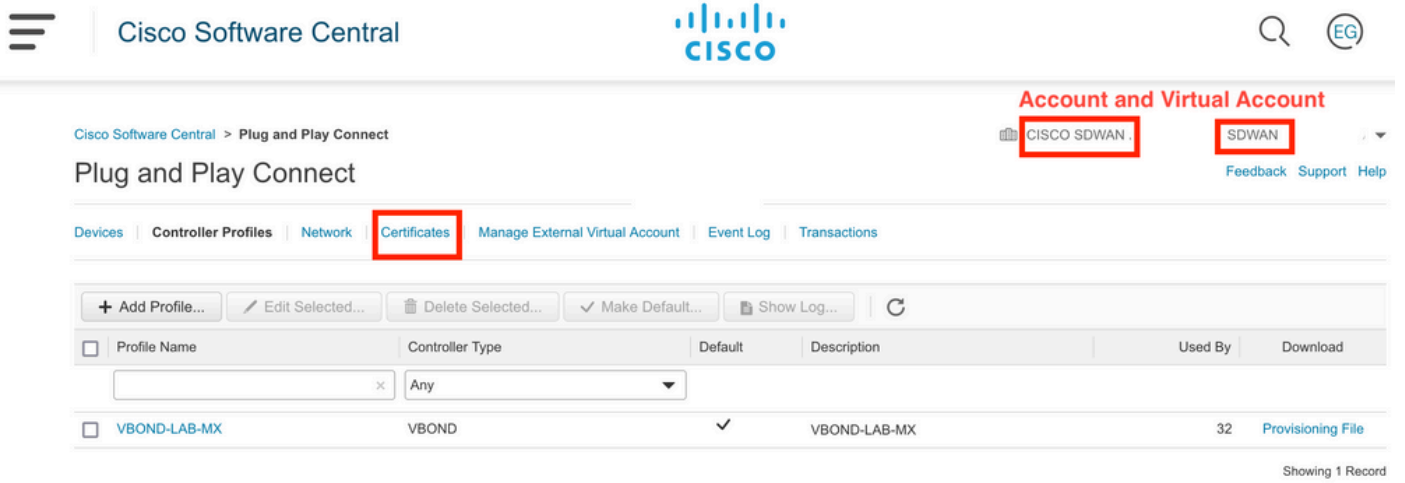 Cisco Software Central
CISCO
EG
Account and Virtual Account
Cisco Software Central > Plug and Play Connect
CISCO SDWAN .
SDWAN
Plug and Play Connect
Feedback Support Help
Devices | Controller Profiles | Network | Certificates | Manage External Virtual Account | Event Log | Transactions
+ Add Profile... Edit Selected... Delete Selected... Make Default... Show Log...
Profile Name Controller Type Default Description Used By Download
× Any
VBOND-LAB-MX VBOND VBOND-LAB-MX 32 Provisioning File
Showing 1 Record